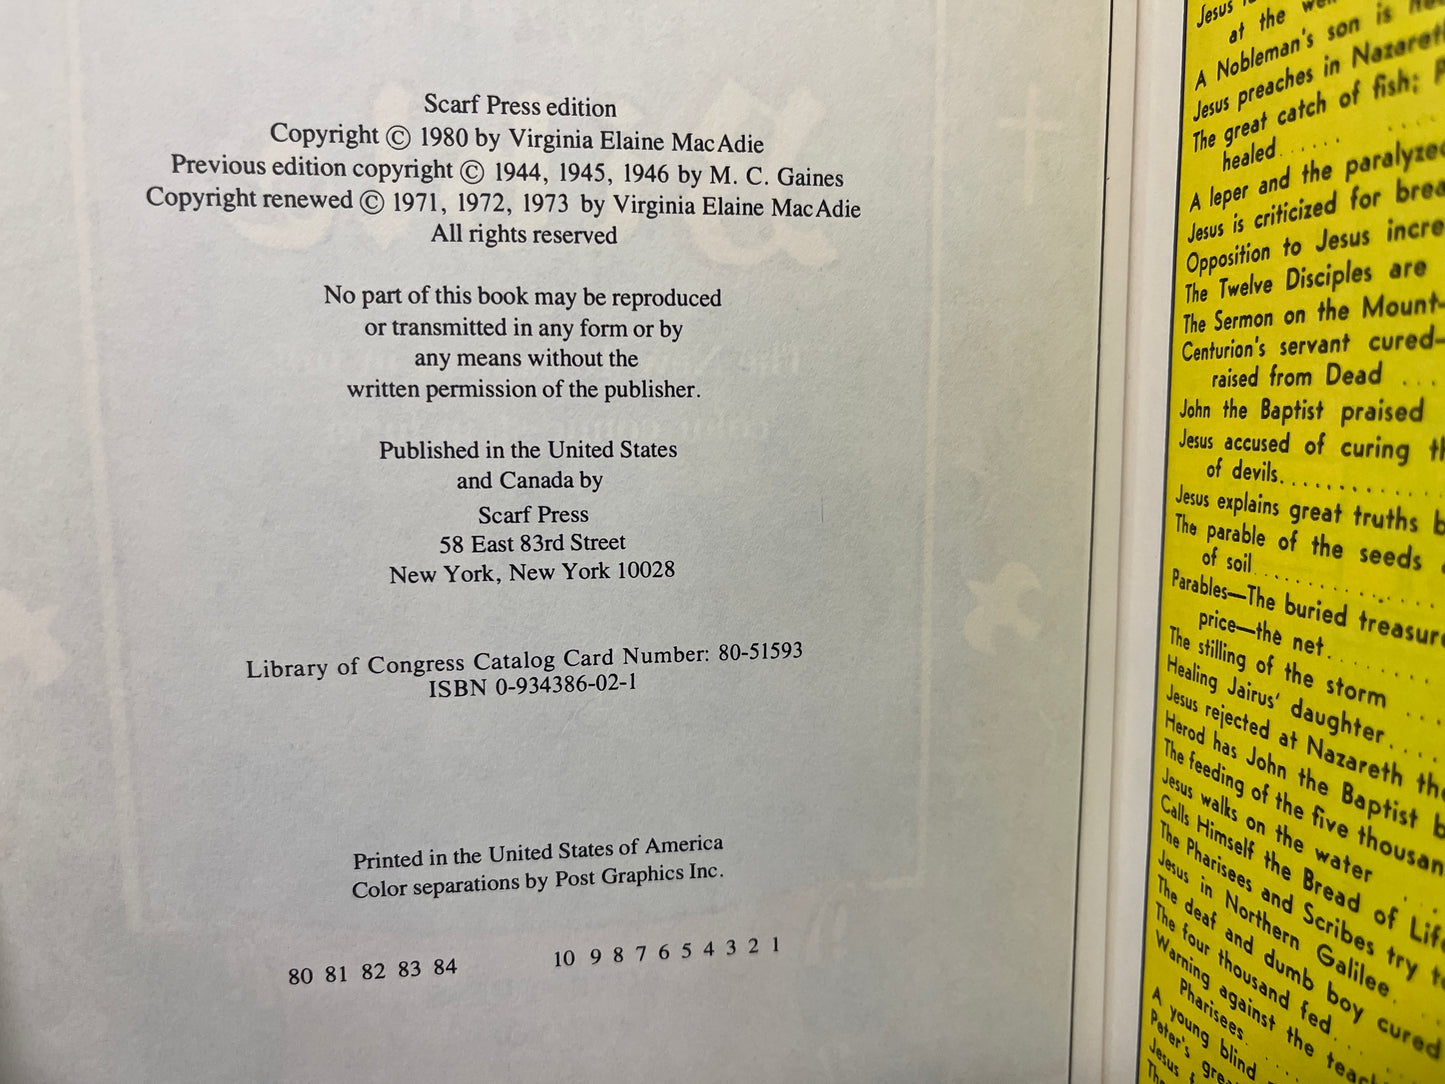 Scarf Press edition
Copyright © 1980 by Virginia Elaine MacAdie
Previous edition copyright © 1944, 1945, 1946 by M. C. Gaines
Copyright renewed © 1971, 1972, 1973 by Virginia Elaine MacAdie
All rights reserved
No part of this book may be reproduced
or transmitted in any form or by
any means without the
written permission of the publisher.
Published in the United States
and Canada by
Scarf Press
58 East 83rd Street
New York, New York 10028
Library of Congress Catalog Card Number: 80-51593
ISBN 0-934386-02-1
Printed in the United States of America
Color separations by Post Graphics Inc.
80 81 82 83 84 10 9 8 7 6 5 4 3 2 1
Jesus
at the
A Nobleman's son is
Jesus preaches in Nazareth
The great catch of fish;
healed......
A leper and the paralyzed
Jesus is criticized for
Opposition to Jesus
The Twelve Disciples are
The Sermon on the Mount—
Centurion's servant cured—
raised from Dead ...
John the Baptist praised
Jesus accused of curing
of devils............
Jesus explains great truths
The parable of the seeds
of soil............
Parables—The buried treasure
price—the net........
The stilling of the storm ...
Healing Jairus' daughter....
Jesus rejected at Nazareth
Herod has John the Baptist
The feeding of the five
Jesus walks on the water ...
Calls Himself the Bread of
The Pharisees and Scribes try
Jesus in Northern Galilee.
The deaf and dumb boy cured
The four thousand fed....
Warning against the
Pharisees......
A young blind
Peter's
Jesus
The